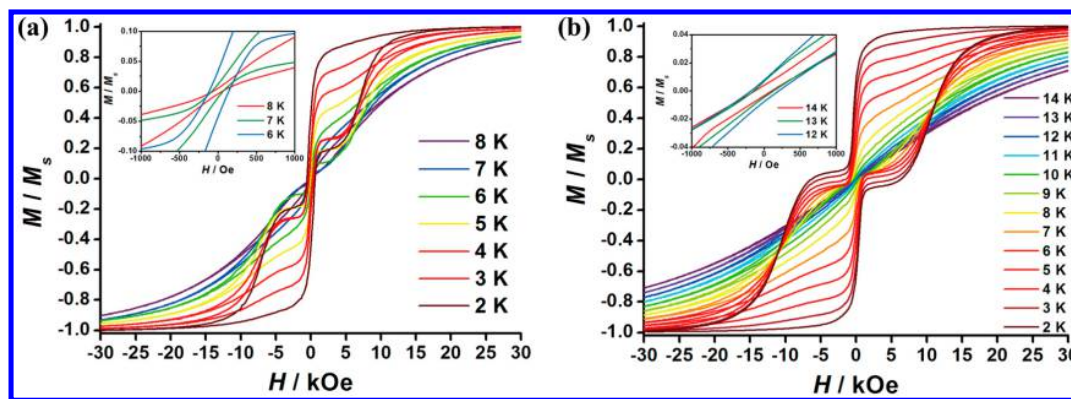 (a)
M / Ms
1.0
0.8
0.6
0.4
0.2
0.0
-0.2
-0.4
-0.6
-0.8
-1.0
-30 -25 -20 -15 -10 -5 0 5 10 15 20 25 30
H / kOe
M / Ms
0.10
0.05
0.00
-0.05
-0.10
-1000 -500 0 500 1000
H / Oe
8 K
7 K
6 K
8 K
7 K
6 K
5 K
4 K
3 K
2 K
(b)
M / Ms
1.0
0.8
0.6
0.4
0.2
0.0
-0.2
-0.4
-0.6
-0.8
-1.0
-30 -25 -20 -15 -10 -5 0 5 10 15 20 25 30
H / kOe
M / Ms
0.04
0.02
0.00
-0.02
-0.04
-1000 -500 0 500 1000
H / Oe
14 K
13 K
12 K
14 K
13 K
12 K
11 K
10 K
9 K
8 K
7 K
6 K
5 K
4 K
3 K
2 K